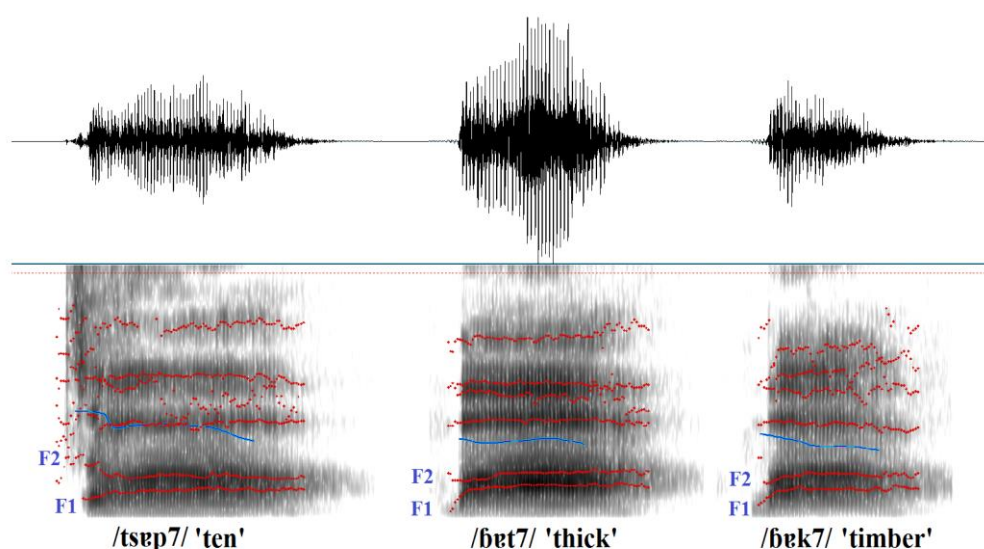 F2
F1
F2
F1
F2
F1
/tsɐp7/ 'ten'
/ɓɐt7/ 'thick'
/ɓɐk7/ 'timber'